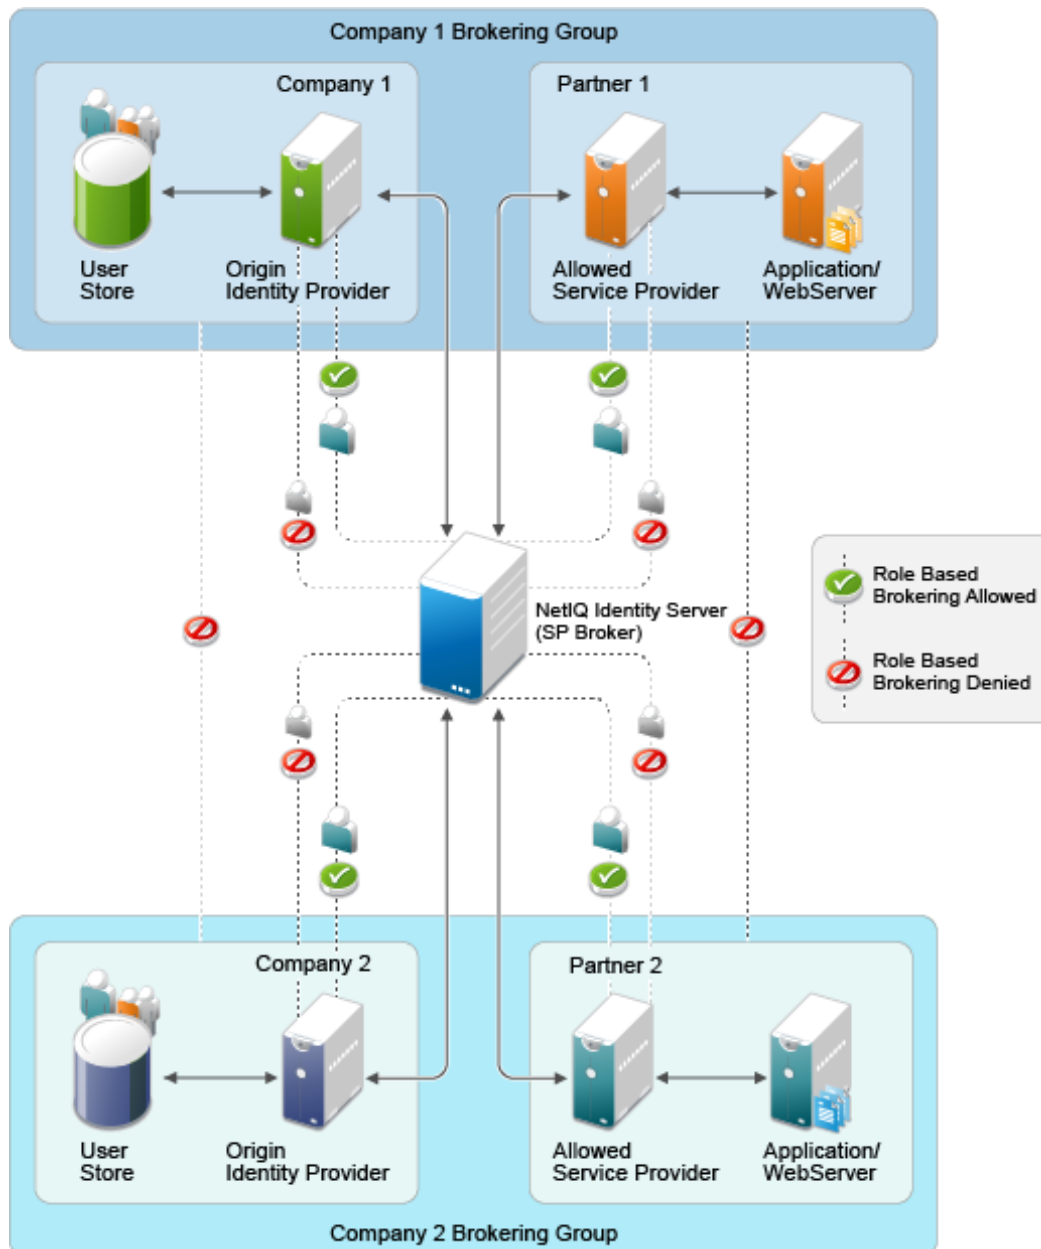 Company 1 Brokering Group
Company 1
Partner 1
User
Store
Origin
Identity Provider
Allowed
Service Provider
Application/
WebServer
NetIQ Identity Server
(SP Broker)
Role Based
Brokering Allowed
Role Based
Brokering Denied
Company 2
Partner 2
User
Store
Origin
Identity Provider
Allowed
Service Provider
Application/
WebServer
Company 2 Brokering Group